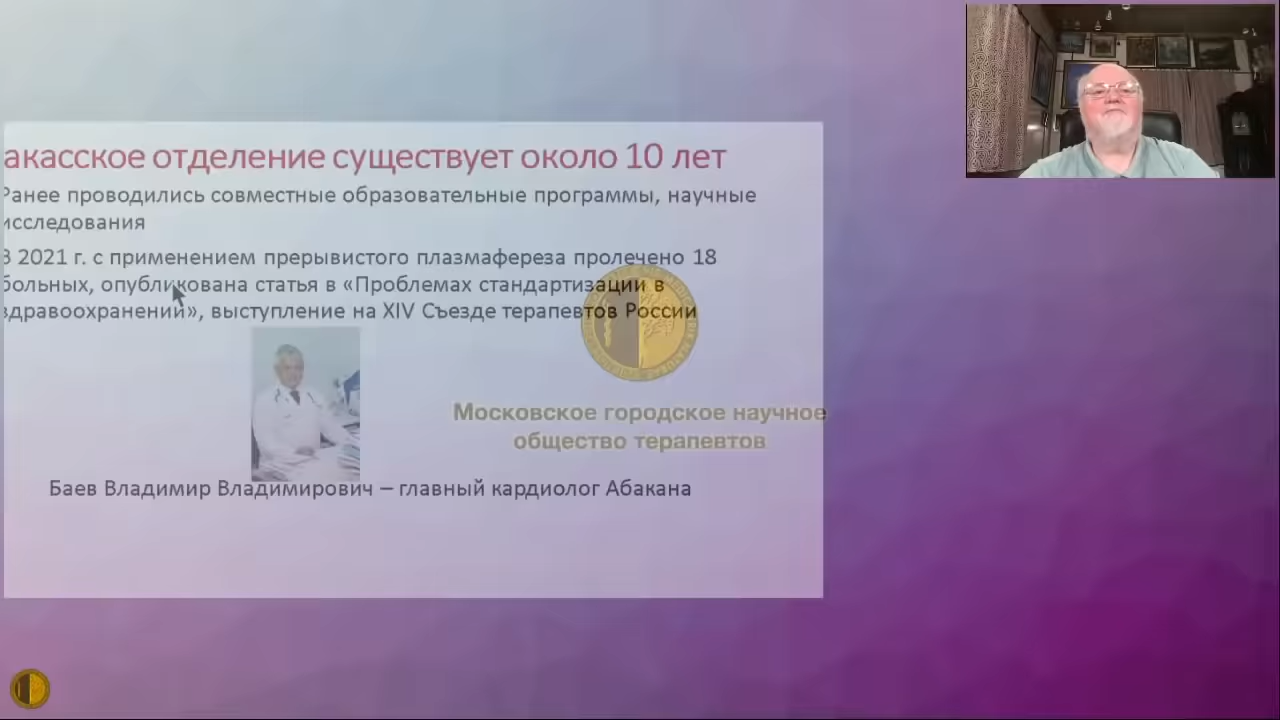 акасское отделение существует около 10 лет
Ранее проводились совместные образовательные программы, научные
исследования
В 2021 г. с применением прерывистого плазмафереза пролечено 18
больных, опубликована статья в «Проблемах стандартизации в
здравоохранении», выступление на XIV Съезде терапевтов России
Московское городское научное
общество терапевтов
Баев Владимир Владимирович – главный кардиолог Абакана